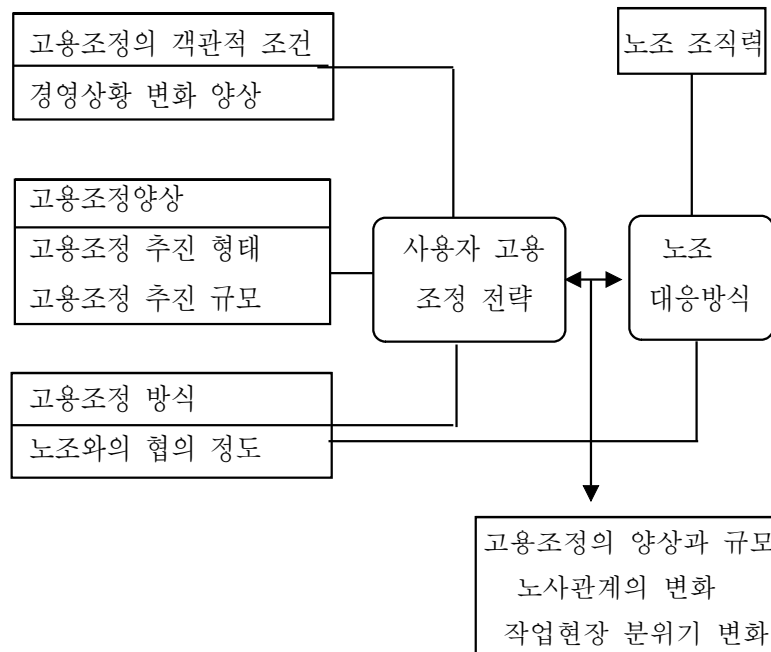 고용조정의 객관적 조건
경영상황 변화 양상
노조 조직력
고용조정양상
고용조정 추진 형태
고용조정 추진 규모
사용자 고용
조정 전략
노조
대응방식
고용조정 방식
노조와의 협의 정도
고용조정의 양상과 규모
노사관계의 변화
작업현장 분위기 변화